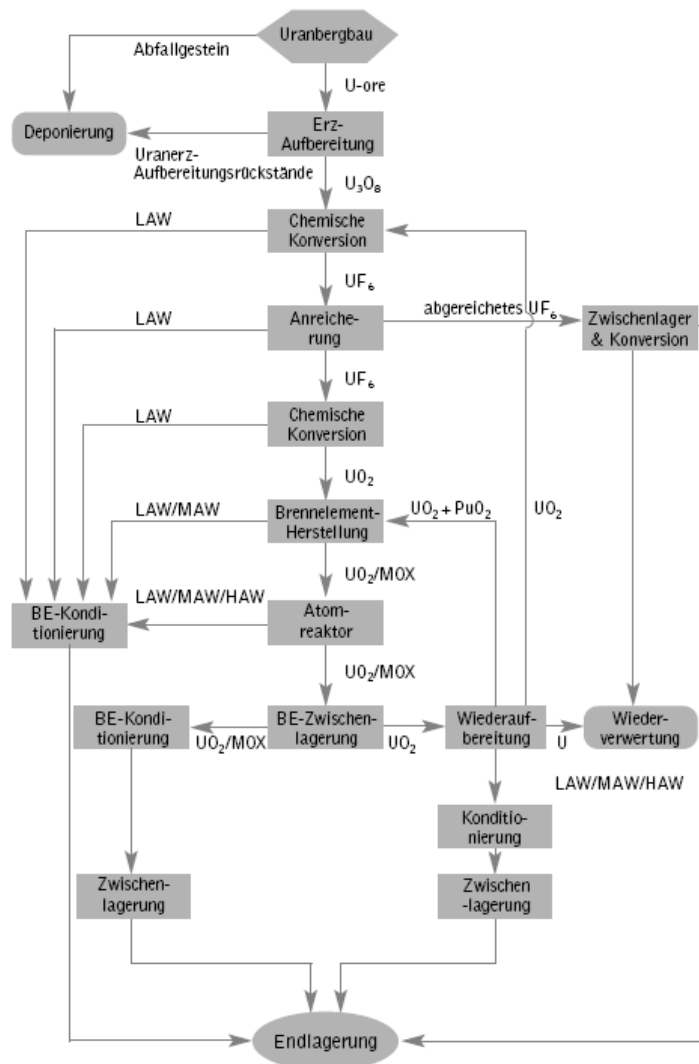 Uranbergbau
Abfallgestein
U-ore
Deponierung
Erz-
Aufbereitung
Uranerz-
Aufbereitungsrückstände
U₃O₈
LAW
Chemische
Konversion
UF₆
abgereichetes UF₆
LAW
Anreiche-
rung
Zwischenlager
& Konversion
UF₆
LAW
Chemische
Konversion
UO₂
LAW/MAW
Brennelement-
Herstellung
UO₂ + PuO₂
UO₂
UO₂/MOX
LAW/MAW/HAW
BE-Kondi-
tionierung
Atom-
reaktor
UO₂/MOX
BE-Kondi-
tionierung
UO₂/MOX
BE-Zwischen-
lagerung
UO₂
Wiederauf-
bereitung
U
Wieder-
verwertung
LAW/MAW/HAW
Konditio-
nierung
Zwischen-
lagerung
Zwischen
-lagerung
Endlagerung